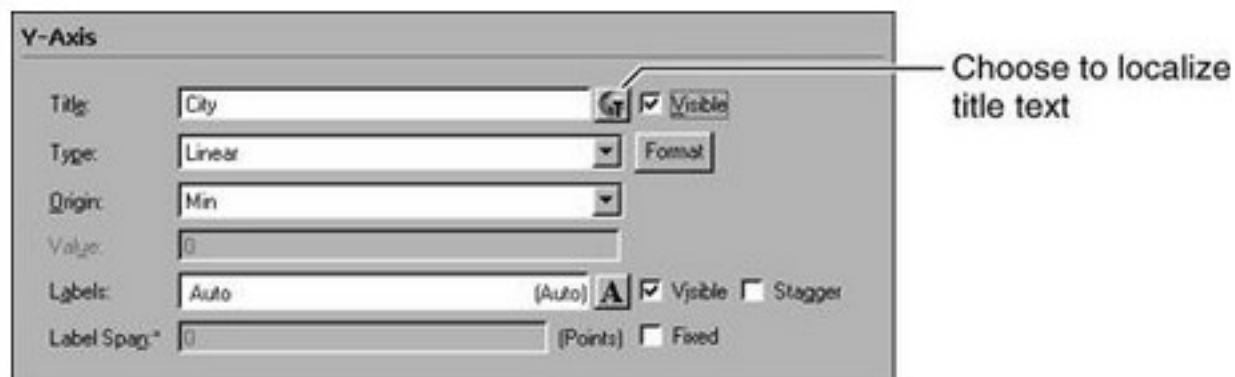 Y-Axis
Title: City Visible
Type: Linear Format
Origin: Min
Value: 0
Labels: Auto (Auto) A Visible Stagger
Label Span:* 0 (Points) Fixed
Choose to localize
title text